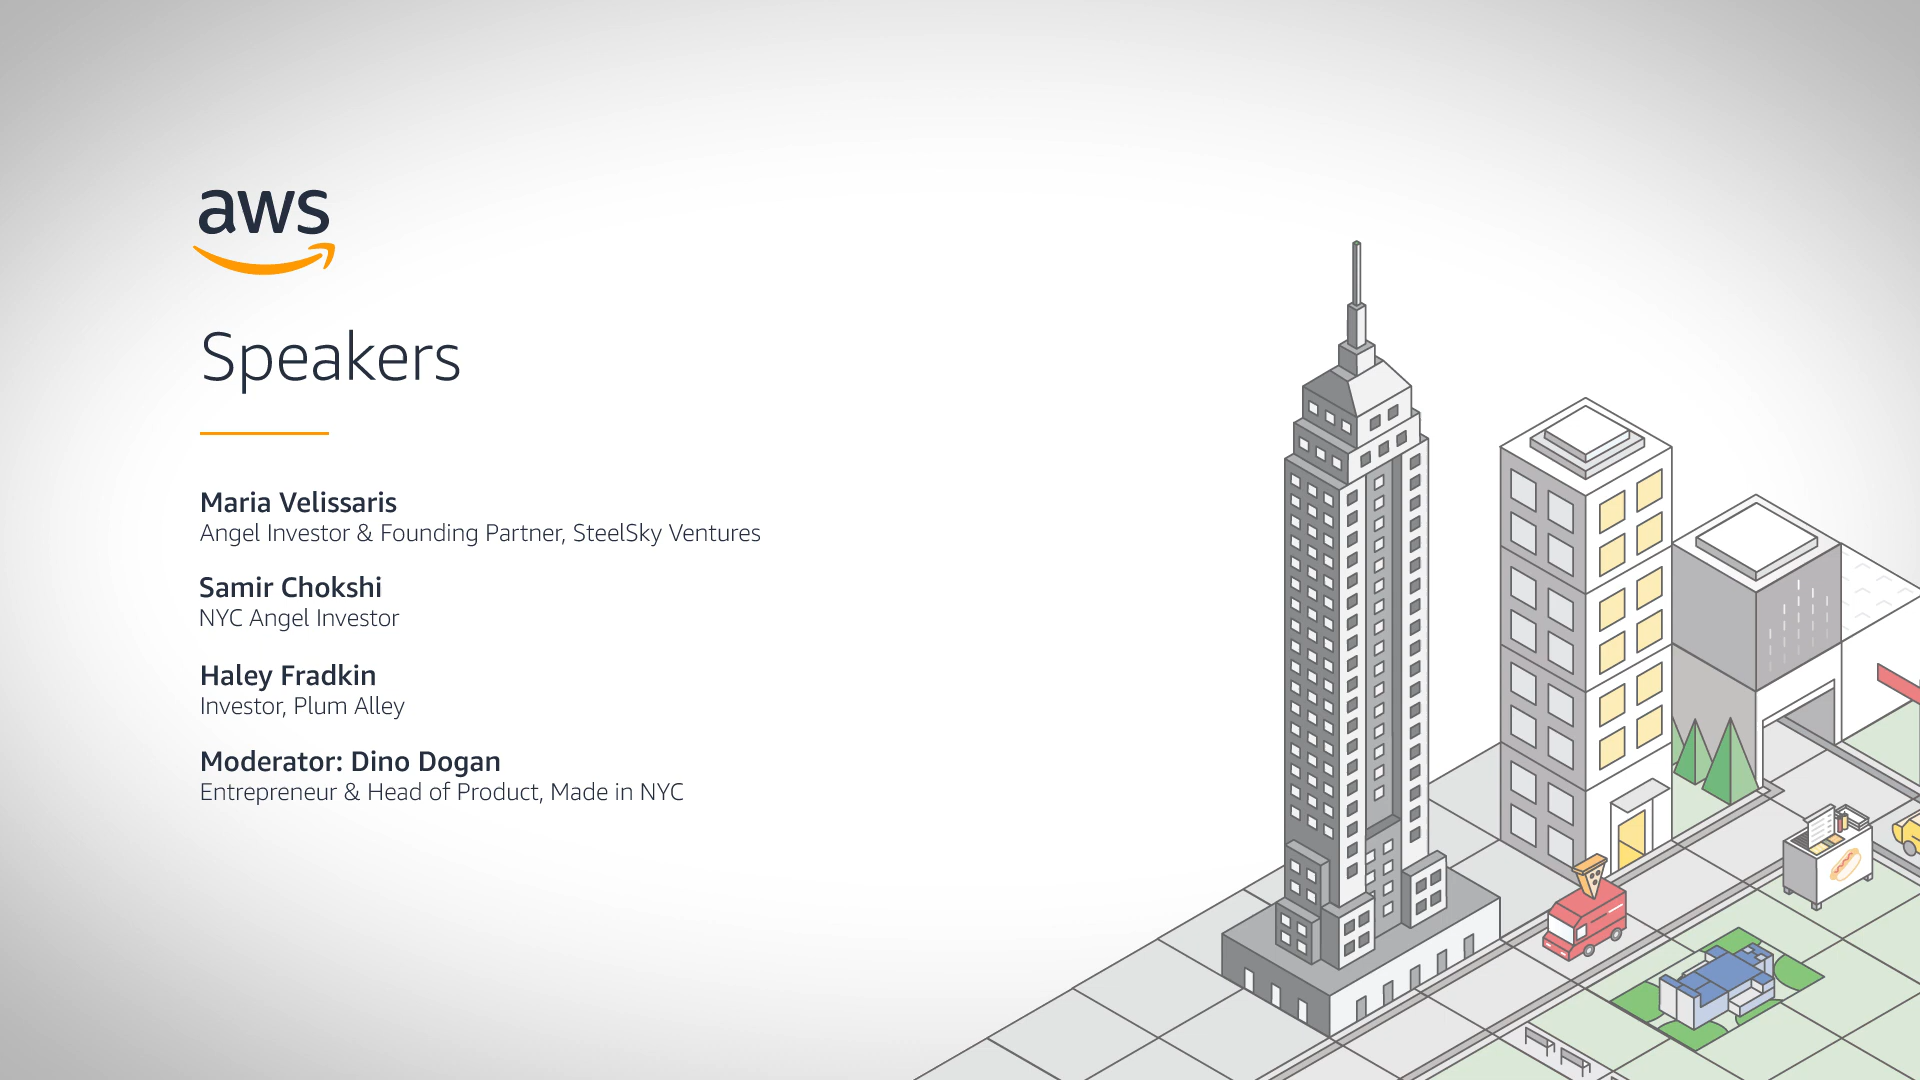 aws
Speakers
Maria Velissaris
Angel Investor & Founding Partner, SteelSky Ventures
Samir Chokshi
NYC Angel Investor
Haley Fradkin
Investor, Plum Alley
Moderator: Dino Dogan
Entrepreneur & Head of Product, Made in NYC